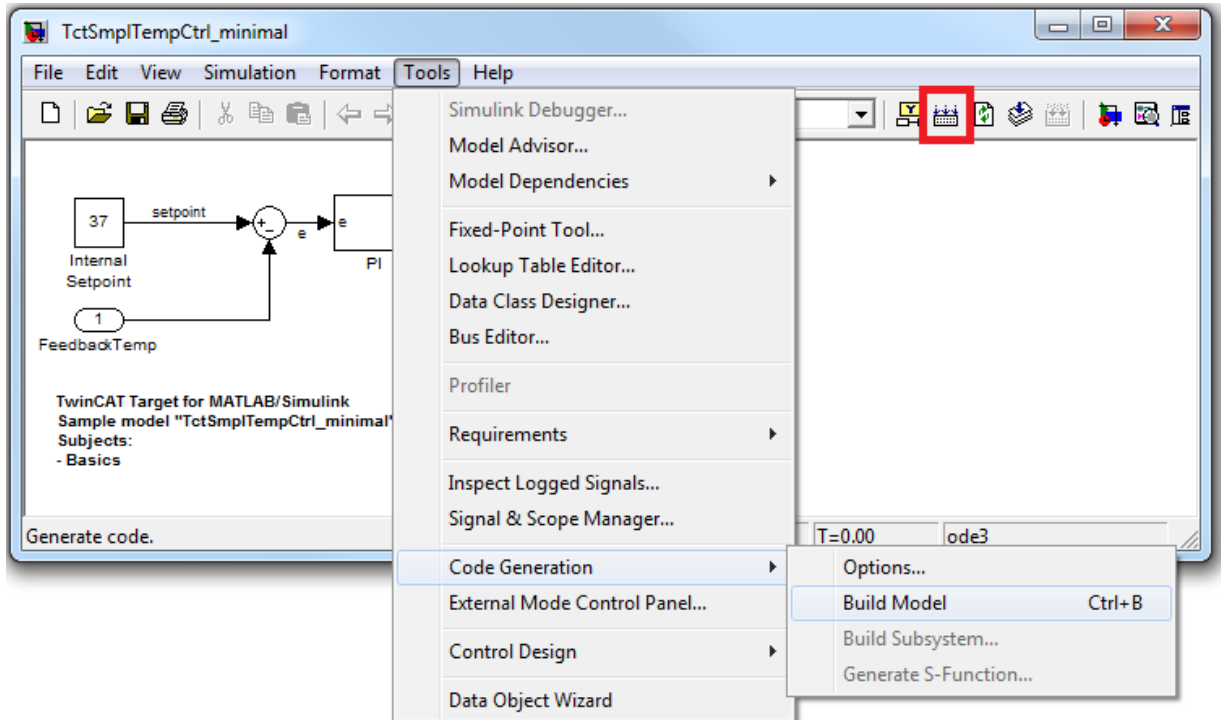 TctSmplTempCtrl_minimal
File Edit View Simulation Format Tools Help
Simulink Debugger...
Model Advisor...
Model Dependencies
Fixed-Point Tool...
Lookup Table Editor...
Data Class Designer...
Bus Editor...
Profiler
Requirements
Inspect Logged Signals...
Signal & Scope Manager...
Code Generation
External Mode Control Panel...
Control Design
Data Object Wizard
37
setpoint
+
-
e
e
Internal
Setpoint
PI
1
FeedbackTemp
TwinCAT Target for MATLAB/Simulink
Sample model "TctSmplTempCtrl_minimal"
Subjects:
- Basics
Generate code.
T=0.00
ode3
Options...
Build Model Ctrl+B
Build Subsystem...
Generate S-Function...